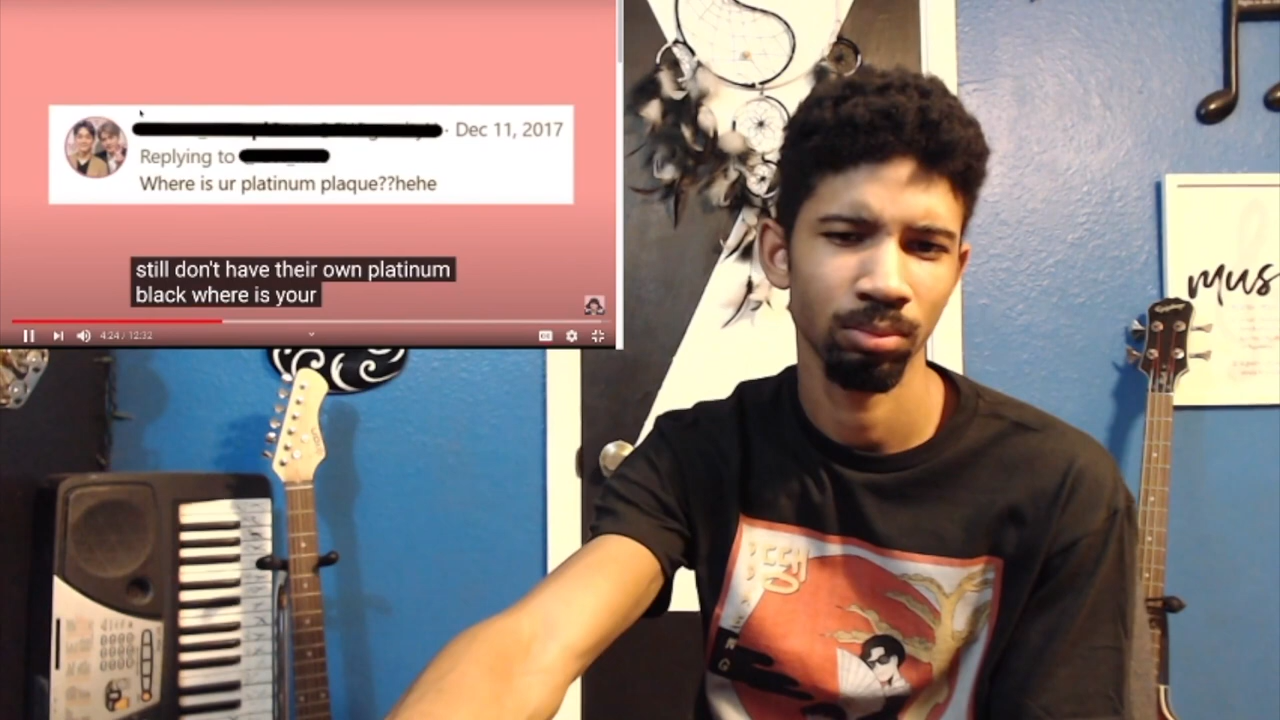 Dec 11, 2017
Replying to
Where is ur platinum plaque??hehe
still don't have their own platinum
black where is your
4:24 / 12:32
mus